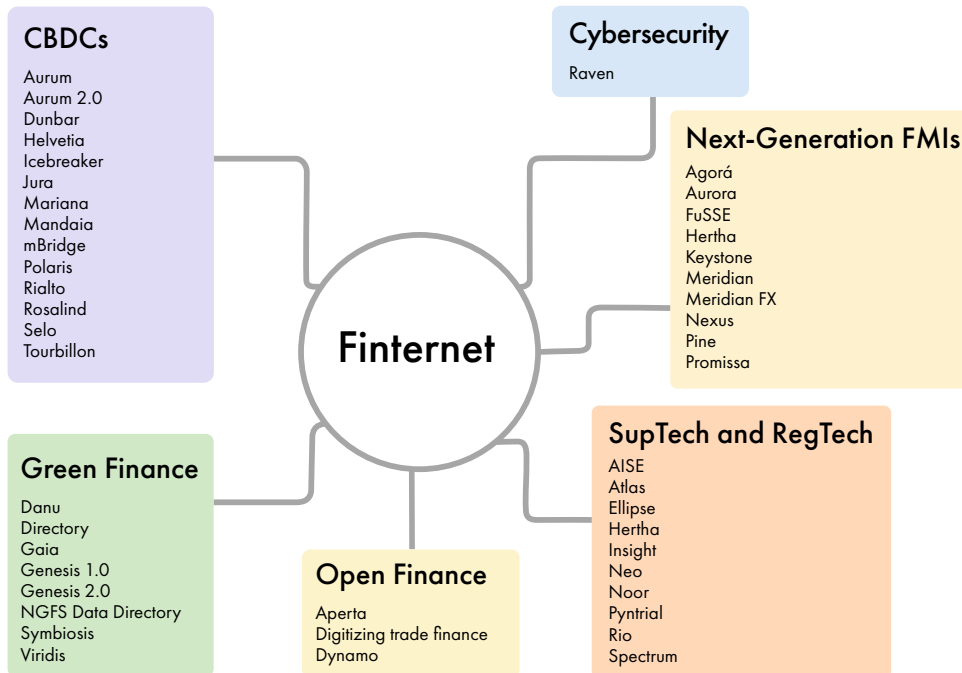 CBDCs
Aurum
Aurum 2.0
Dunbar
Helvetia
Icebreaker
Jura
Mariana
Mandaia
mBridge
Polaris
Rialto
Rosalind
Selo
Tourbillon
Cybersecurity
Raven
Next-Generation FMIs
Agorá
Aurora
FuSSE
Hertha
Keystone
Meridian
Meridian FX
Nexus
Pine
Promissa
Finternet
Green Finance
Danu
Directory
Gaia
Genesis 1.0
Genesis 2.0
NGFS Data Directory
Symbiosis
Viridis
Open Finance
Aperta
Digitizing trade finance
Dynamo
SupTech and RegTech
AISE
Atlas
Ellipse
Hertha
Insight
Neo
Noor
Pyntrial
Rio
Spectrum